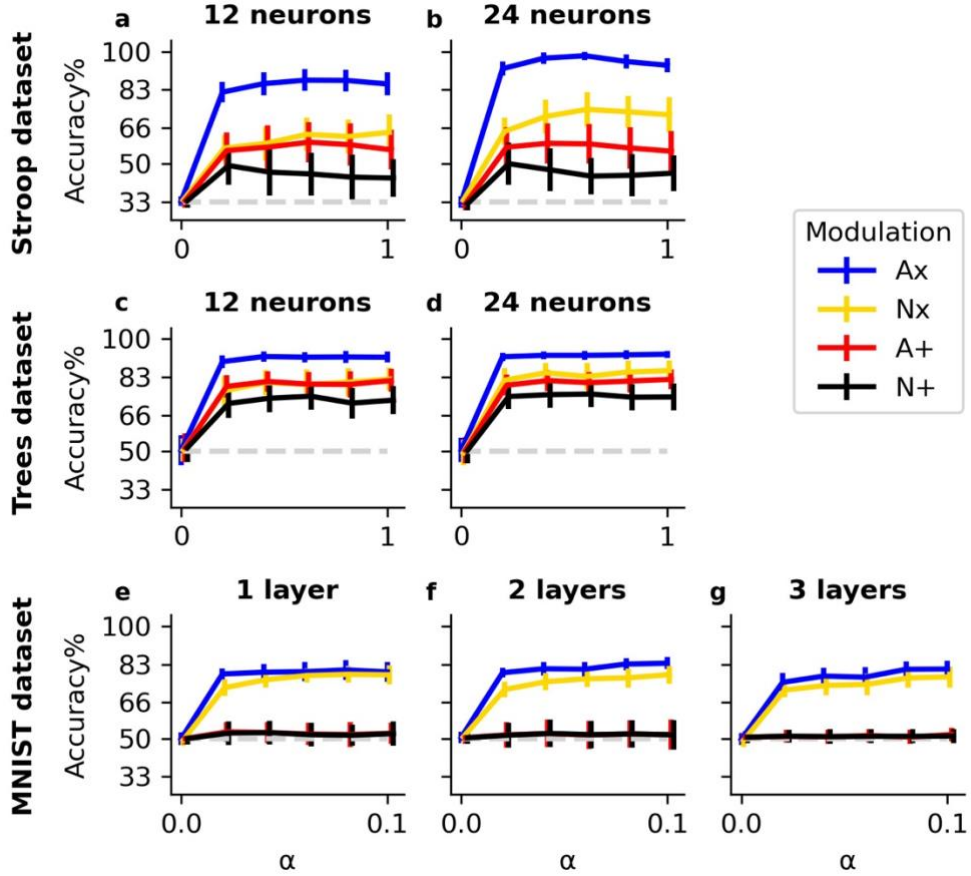 a 12 neurons
b 24 neurons
Stroop dataset
Accuracy%
100
83
66
50
33
0 1
0 1
Modulation
Ax
Nx
A+
N+
c 12 neurons
d 24 neurons
Trees dataset
Accuracy%
100
83
66
50
33
0 1
0 1
e 1 layer
f 2 layers
g 3 layers
MNIST dataset
Accuracy%
100
83
66
50
33
0.0 0.1
0.0 0.1
0.0 0.1
α
α
α